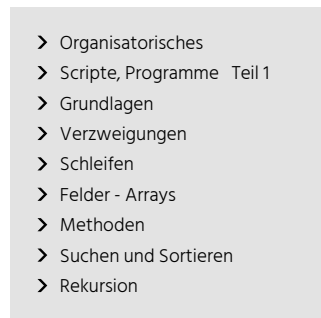 Organisatorisches
Scripte, Programme Teil 1
Grundlagen
Verzweigungen
Schleifen
Felder - Arrays
Methoden
Suchen und Sortieren
Rekursion